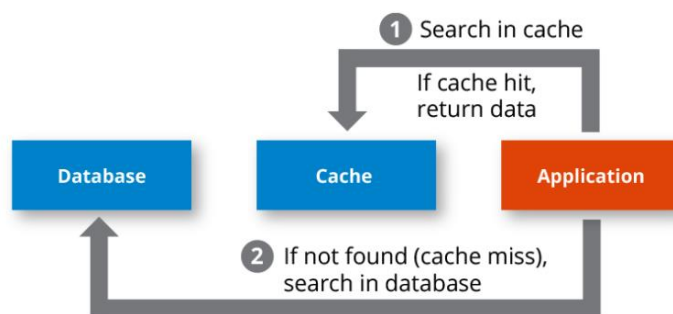 1 Search in cache
If cache hit,
return data
Database
Cache
Application
2 If not found (cache miss),
search in database